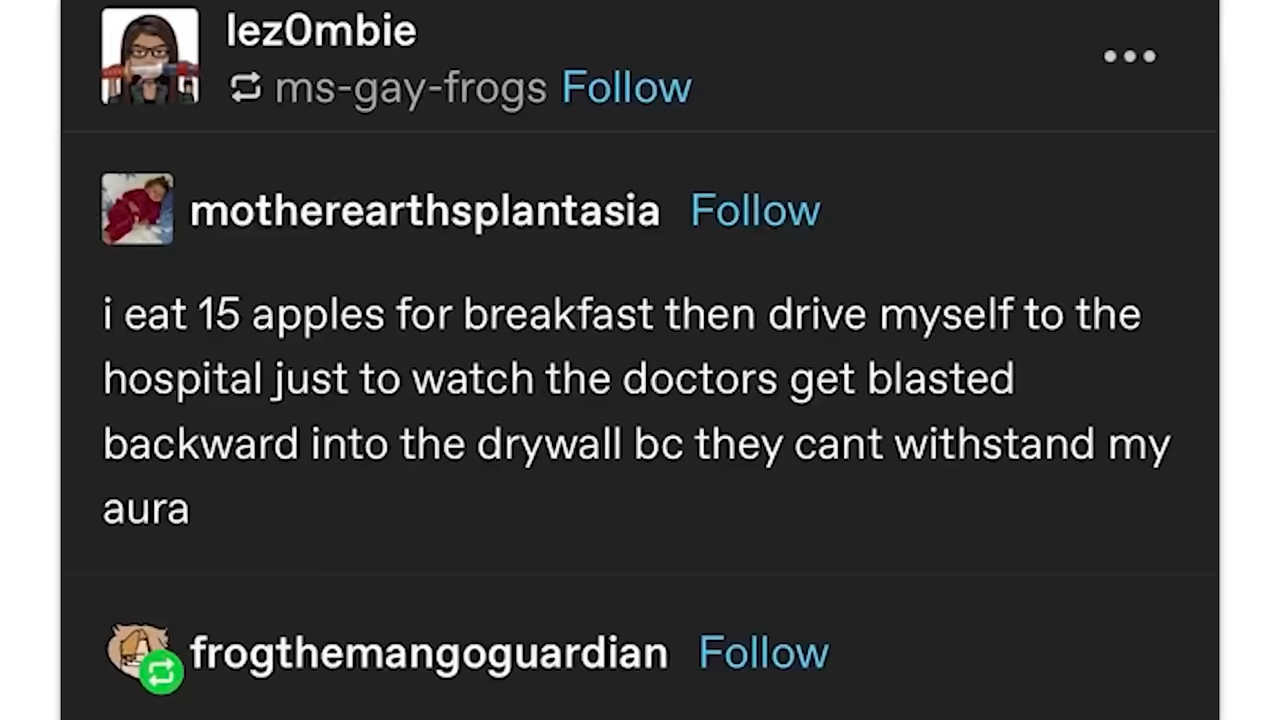 lez0mbie
ms-gay-frogs Follow
motherearthsplantasia Follow
i eat 15 apples for breakfast then drive myself to the
hospital just to watch the doctors get blasted
backward into the drywall bc they cant withstand my
aura
frogthemangoguardian Follow